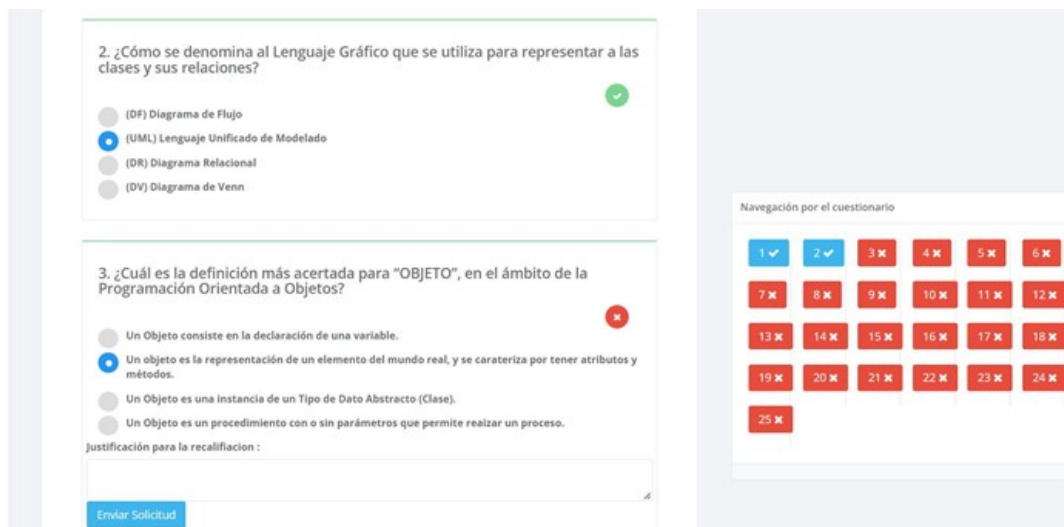 2. ¿Cómo se denomina al Lenguaje Gráfico que se utiliza para representar a las
clases y sus relaciones?
(DF) Diagrama de Flujo
(UML) Lenguaje Unificado de Modelado
(DR) Diagrama Relacional
(DV) Diagrama de Venn
3. ¿Cuál es la definición más acertada para “OBJETO”, en el ámbito de la
Programación Orientada a Objetos?
Un Objeto consiste en la declaración de una variable.
Un objeto es la representación de un elemento del mundo real, y se carateriza por tener atributos y
métodos.
Un Objeto es una instancia de un Tipo de Dato Abstracto (Clase).
Un Objeto es un procedimiento con o sin parámetros que permite reaizar un proceso.
Justificación para la recalifiacion :
Enviar Solicitud
Navegación por el cuestionario
1 2 3 4 5 6
7 8 9 10 11 12
13 14 15 16 17 18
19 20 21 22 23 24
25